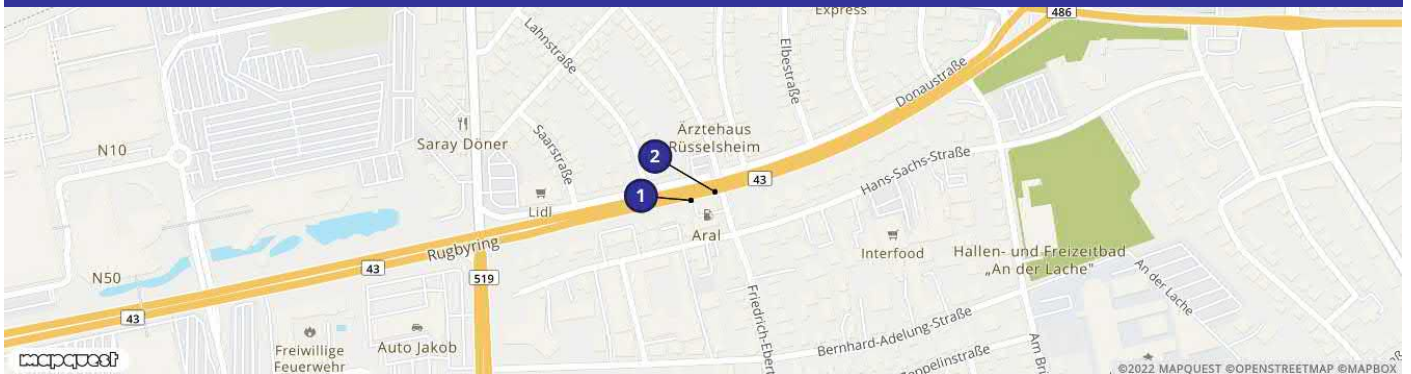 Express
486
Lahnstraße
Elbestraße
Donaustraße
Ärztehaus
Rüsselsheim
Saray Döner
N10
Saarstraße
2
43
Hans-Sachs-Straße
1
Lidl
Aral
Interfood
Hallen- und Freizeitbad
„An der Lache“
Rugbyring
43
519
N50
An der Lache
43
Friedrich-Ebert
Bernhard-Adelung-Straße
Freiwillige
Feuerwehr
Auto Jakob
Am Br
mapquest
©2022 MAPQUEST ©OPENSTREETMAP ©MAPBOX